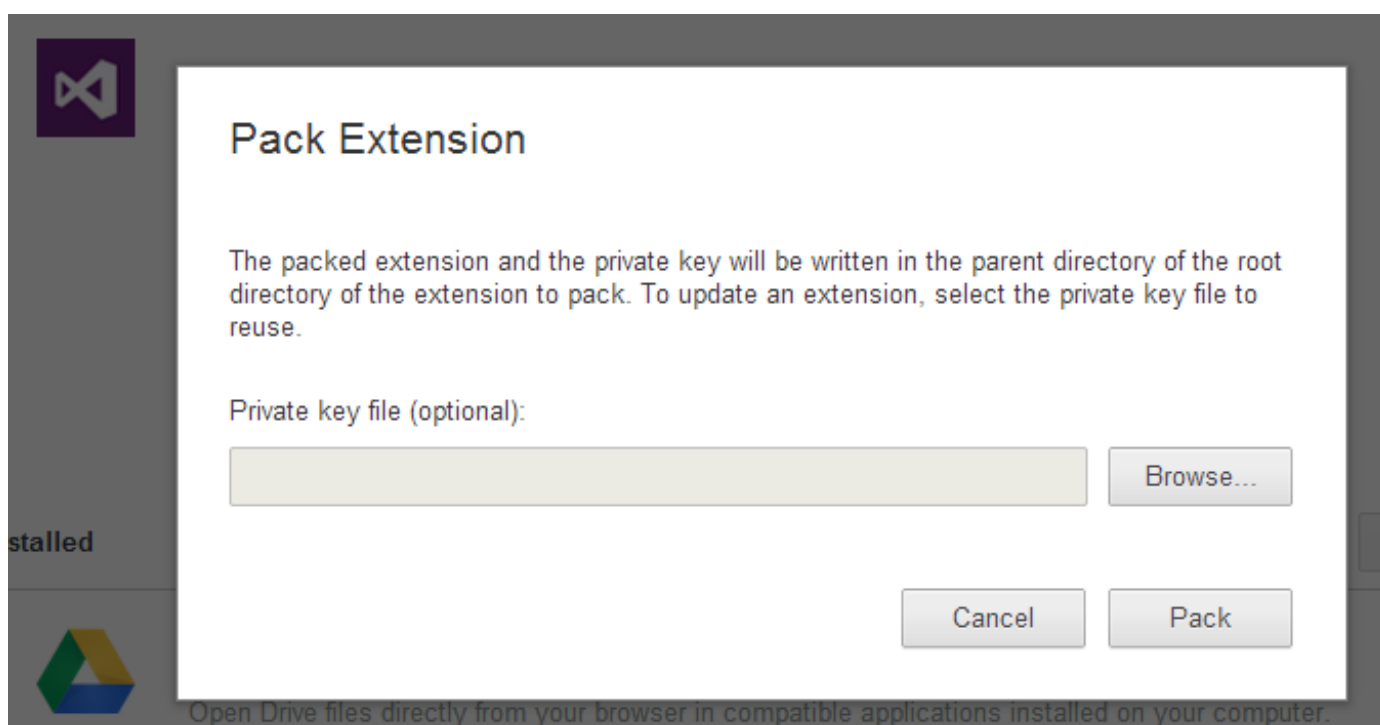 Pack Extension
The packed extension and the private key will be written in the parent directory of the root
directory of the extension to pack. To update an extension, select the private key file to
reuse.
Private key file (optional):
Browse...
stalled
Cancel
Pack
Open Drive files directly from your browser in compatible applications installed on your computer.